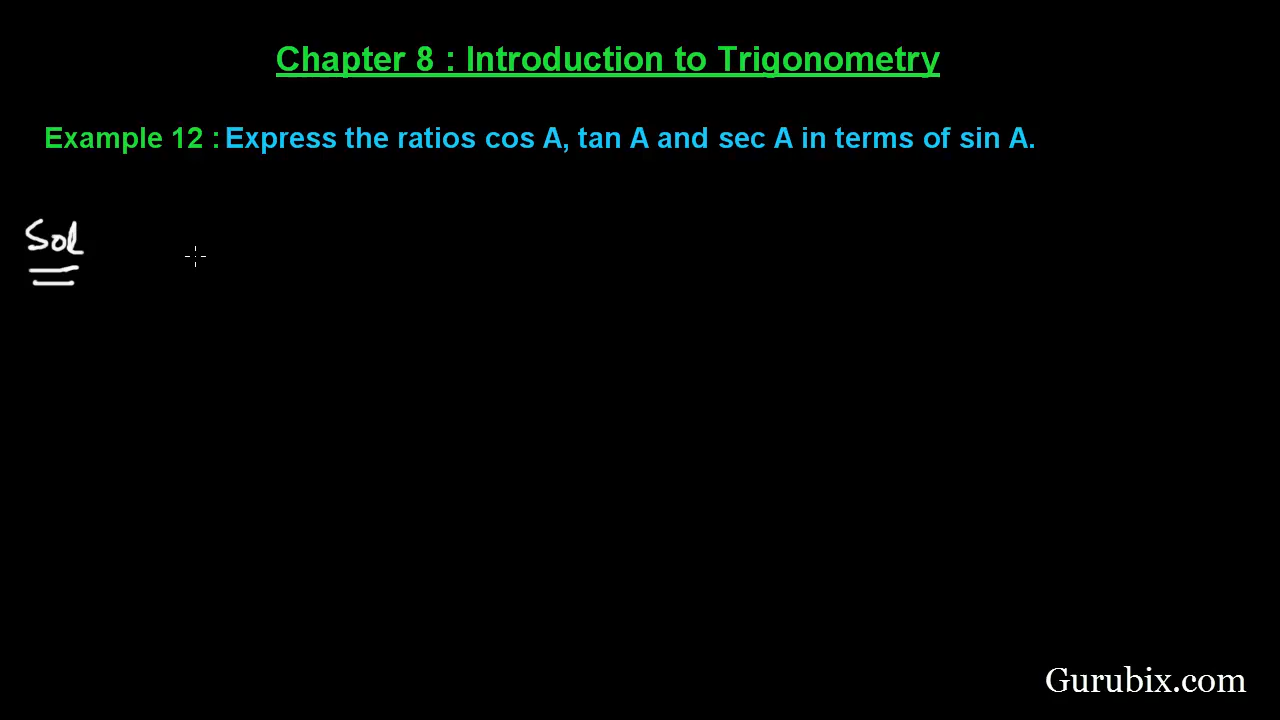 Chapter 8 : Introduction to Trigonometry
Example 12 : Express the ratios cos A, tan A and sec A in terms of sin A.
Sol
Gurubix.com